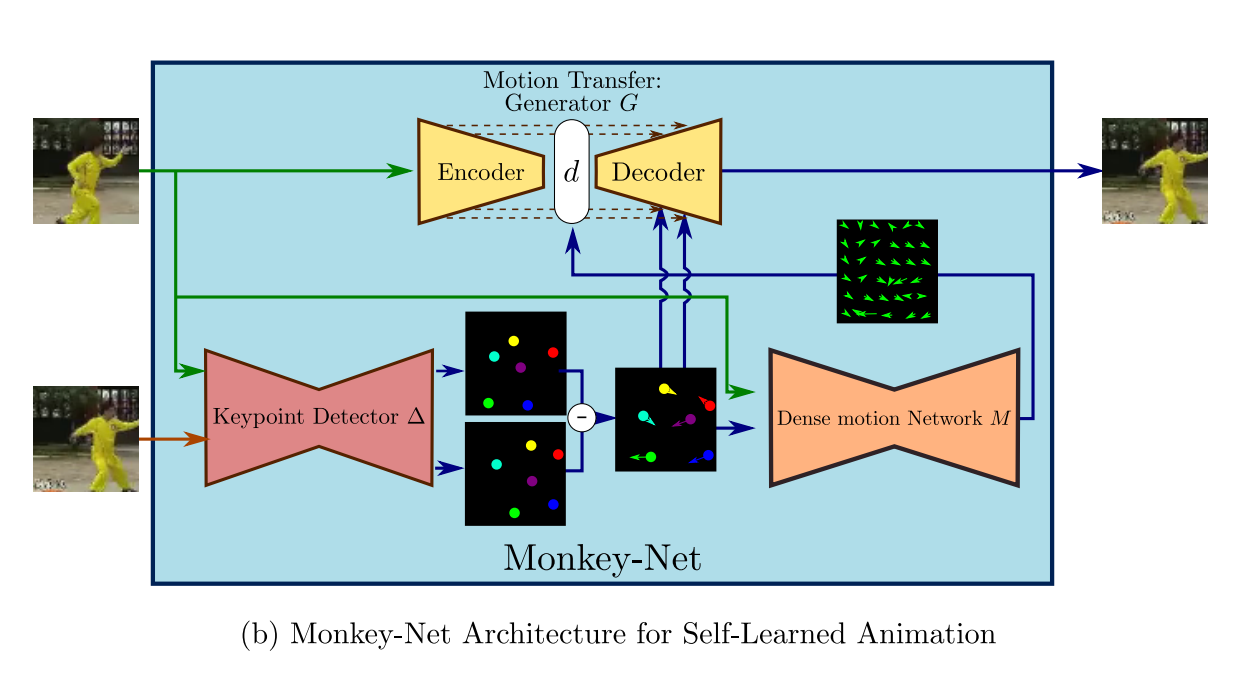 Motion Transfer:
Generator G
Encoder
d
Decoder
Keypoint Detector Δ
-
Dense motion Network M
Monkey-Net
(b) Monkey-Net Architecture for Self-Learned Animation